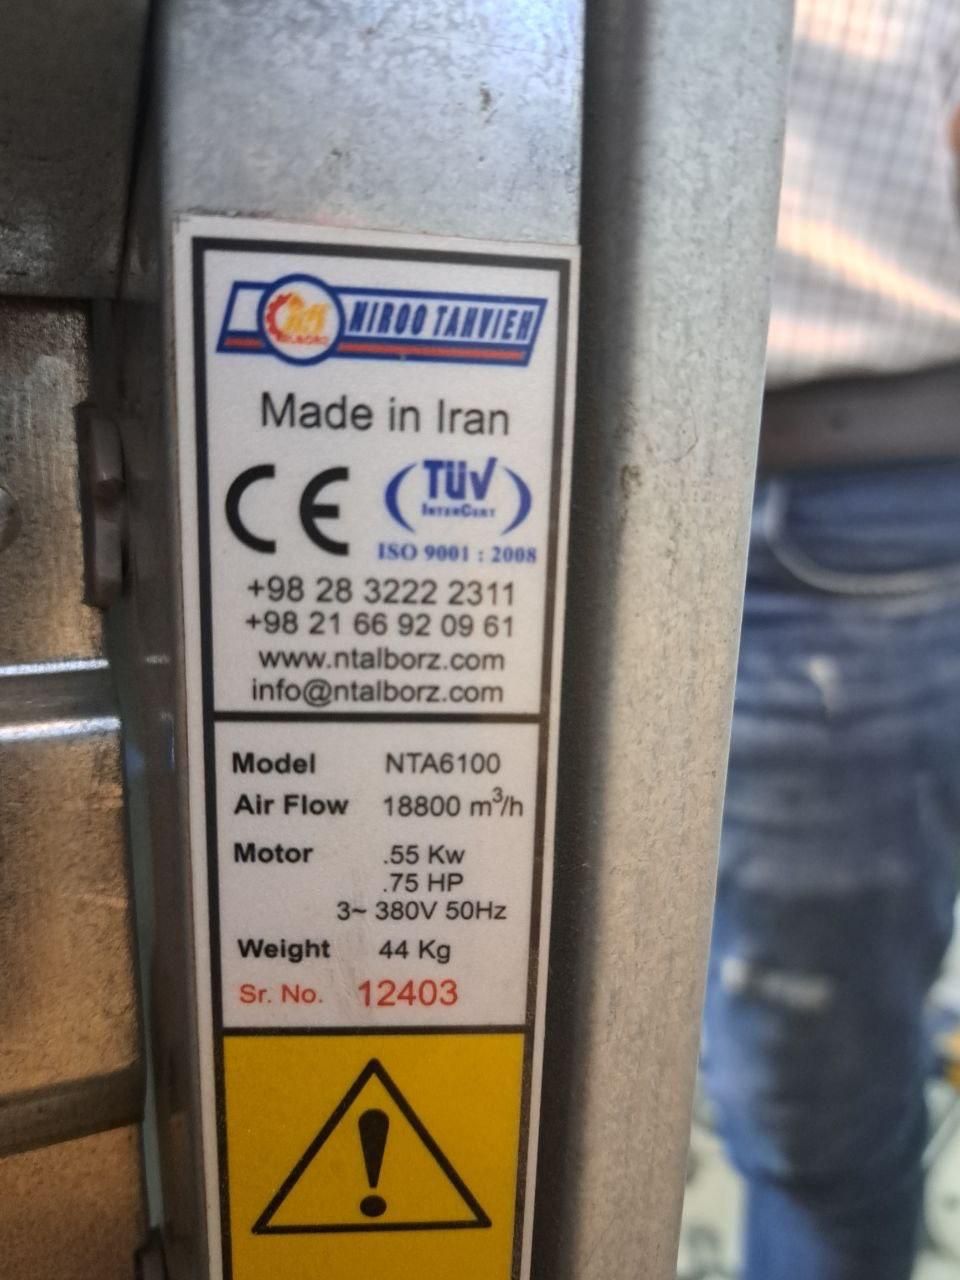 NIROO TAHVIEH
ALBORZ
Made in Iran
CE
TÜV
INTERCERT
ISO 9001 : 2008
+98 28 3222 2311
+98 21 66 92 09 61
www.ntalborz.com
info@ntalborz.com
Model NTA6100
Air Flow 18800 m³/h
Motor .55 Kw
.75 HP
3~ 380V 50Hz
Weight 44 Kg
Sr. No. 12403